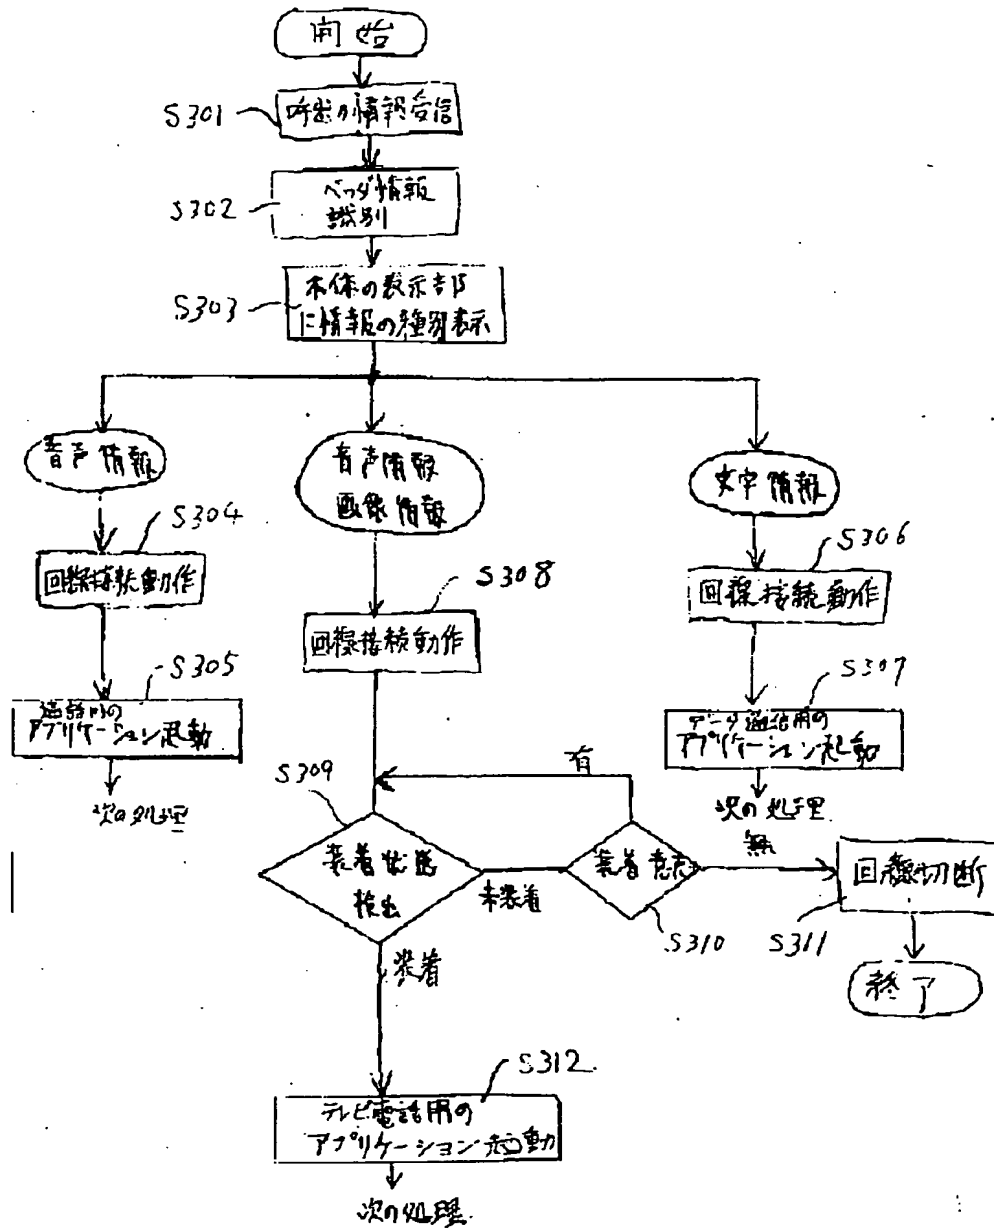 開始
S301
呼出の情報受信
S302
ヘッダ情報
識別
S303
本体の表示部
に情報の種別表示
音声情報
音声情報
画像情報
文字情報
S304
回線接続動作
S308
回線接続動作
S306
回線接続動作
S305
通話用の
アプリケーション起動
次の処理
S307
データ通信用の
アプリケーション起動
次の処理
S309
装着状態
検出
有
未装着
装着意志
S310
無
回線切断
S311
終了
装着
S312
テレビ電話用の
アプリケーション起動
次の処理